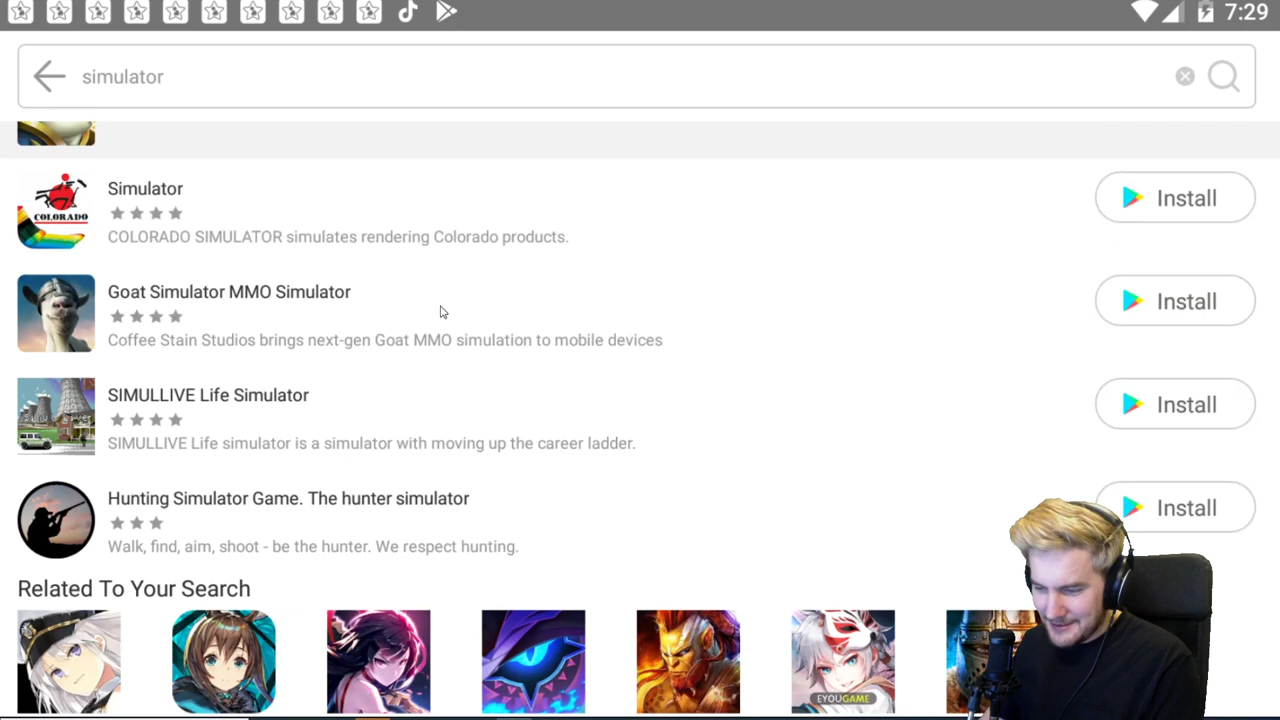 7:29
simulator
Simulator
COLORADO
COLORADO SIMULATOR simulates rendering Colorado products.
Install
Goat Simulator MMO Simulator
Coffee Stain Studios brings next-gen Goat MMO simulation to mobile devices
Install
SIMULLIVE Life Simulator
SIMULLIVE Life simulator is a simulator with moving up the career ladder.
Install
Hunting Simulator Game. The hunter simulator
Walk, find, aim, shoot - be the hunter. We respect hunting.
Install
Related To Your Search
EYOUGAME